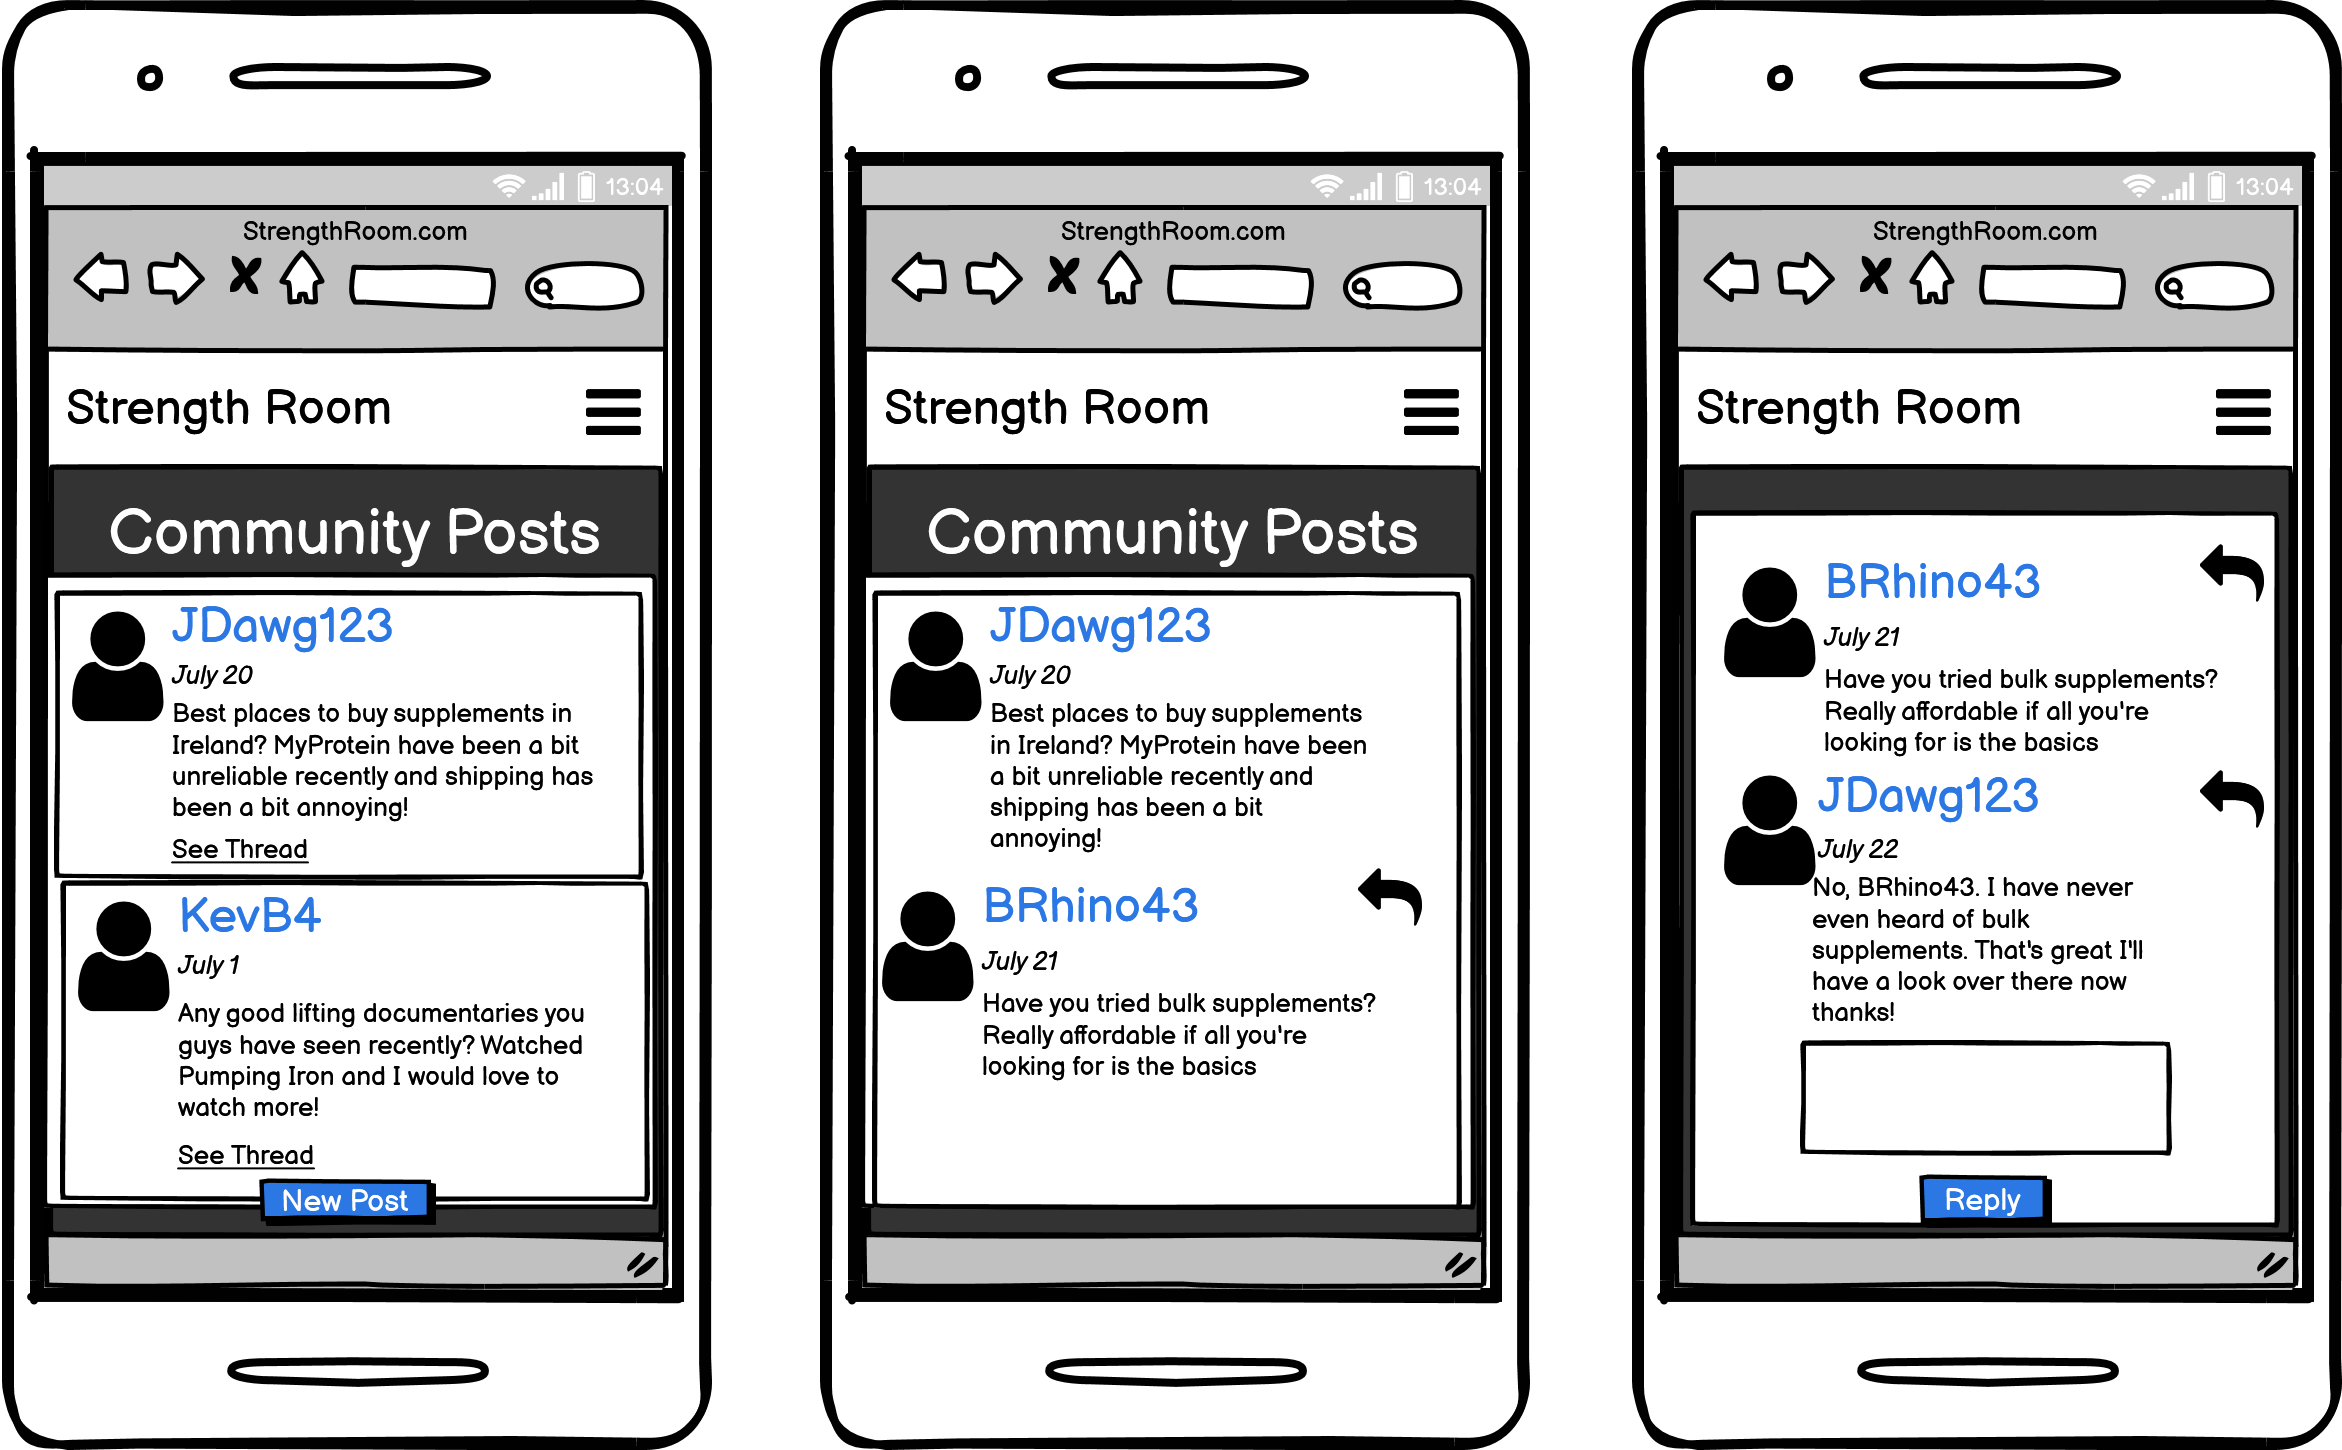 13:04
StrengthRoom.com
Strength Room
Community Posts
JDawg123
July 20
Best places to buy supplements in
Ireland? MyProtein have been a bit
unreliable recently and shipping has
been a bit annoying!
See Thread
KevB4
July 1
Any good lifting documentaries you
guys have seen recently? Watched
Pumping Iron and I would love to
watch more!
See Thread
New Post
13:04
StrengthRoom.com
Strength Room
Community Posts
JDawg123
July 20
Best places to buy supplements
in Ireland? MyProtein have been
a bit unreliable recently and
shipping has been a bit
annoying!
BRhino43
July 21
Have you tried bulk supplements?
Really affordable if all you're
looking for is the basics
13:04
StrengthRoom.com
Strength Room
BRhino43
July 21
Have you tried bulk supplements?
Really affordable if all you're
looking for is the basics
JDawg123
July 22
No, BRhino43. I have never
even heard of bulk
supplements. That's great I'll
have a look over there now
thanks!
Reply